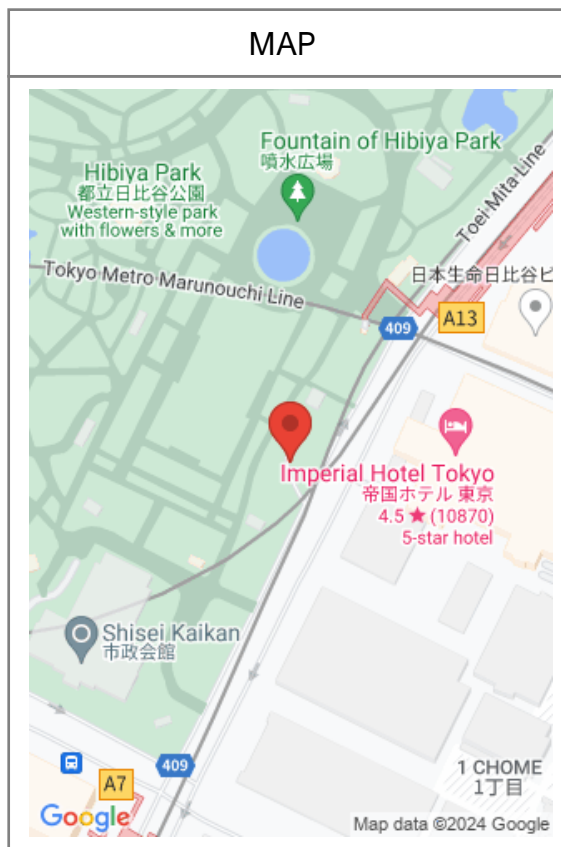 MAP
Fountain of Hibiya Park
噴水広場
Hibiya Park
都立日比谷公園
Western-style park
with flowers & more
Toei Mita Line
Tokyo Metro Marunouchi Line
日本生命日比谷ビ
A13
409
Imperial Hotel Tokyo
帝国ホテル 東京
4.5 ★ (10870)
5-star hotel
Shisei Kaikan
市政会館
409
A7
1 CHOME
1丁目
Google
Map data ©2024 Google